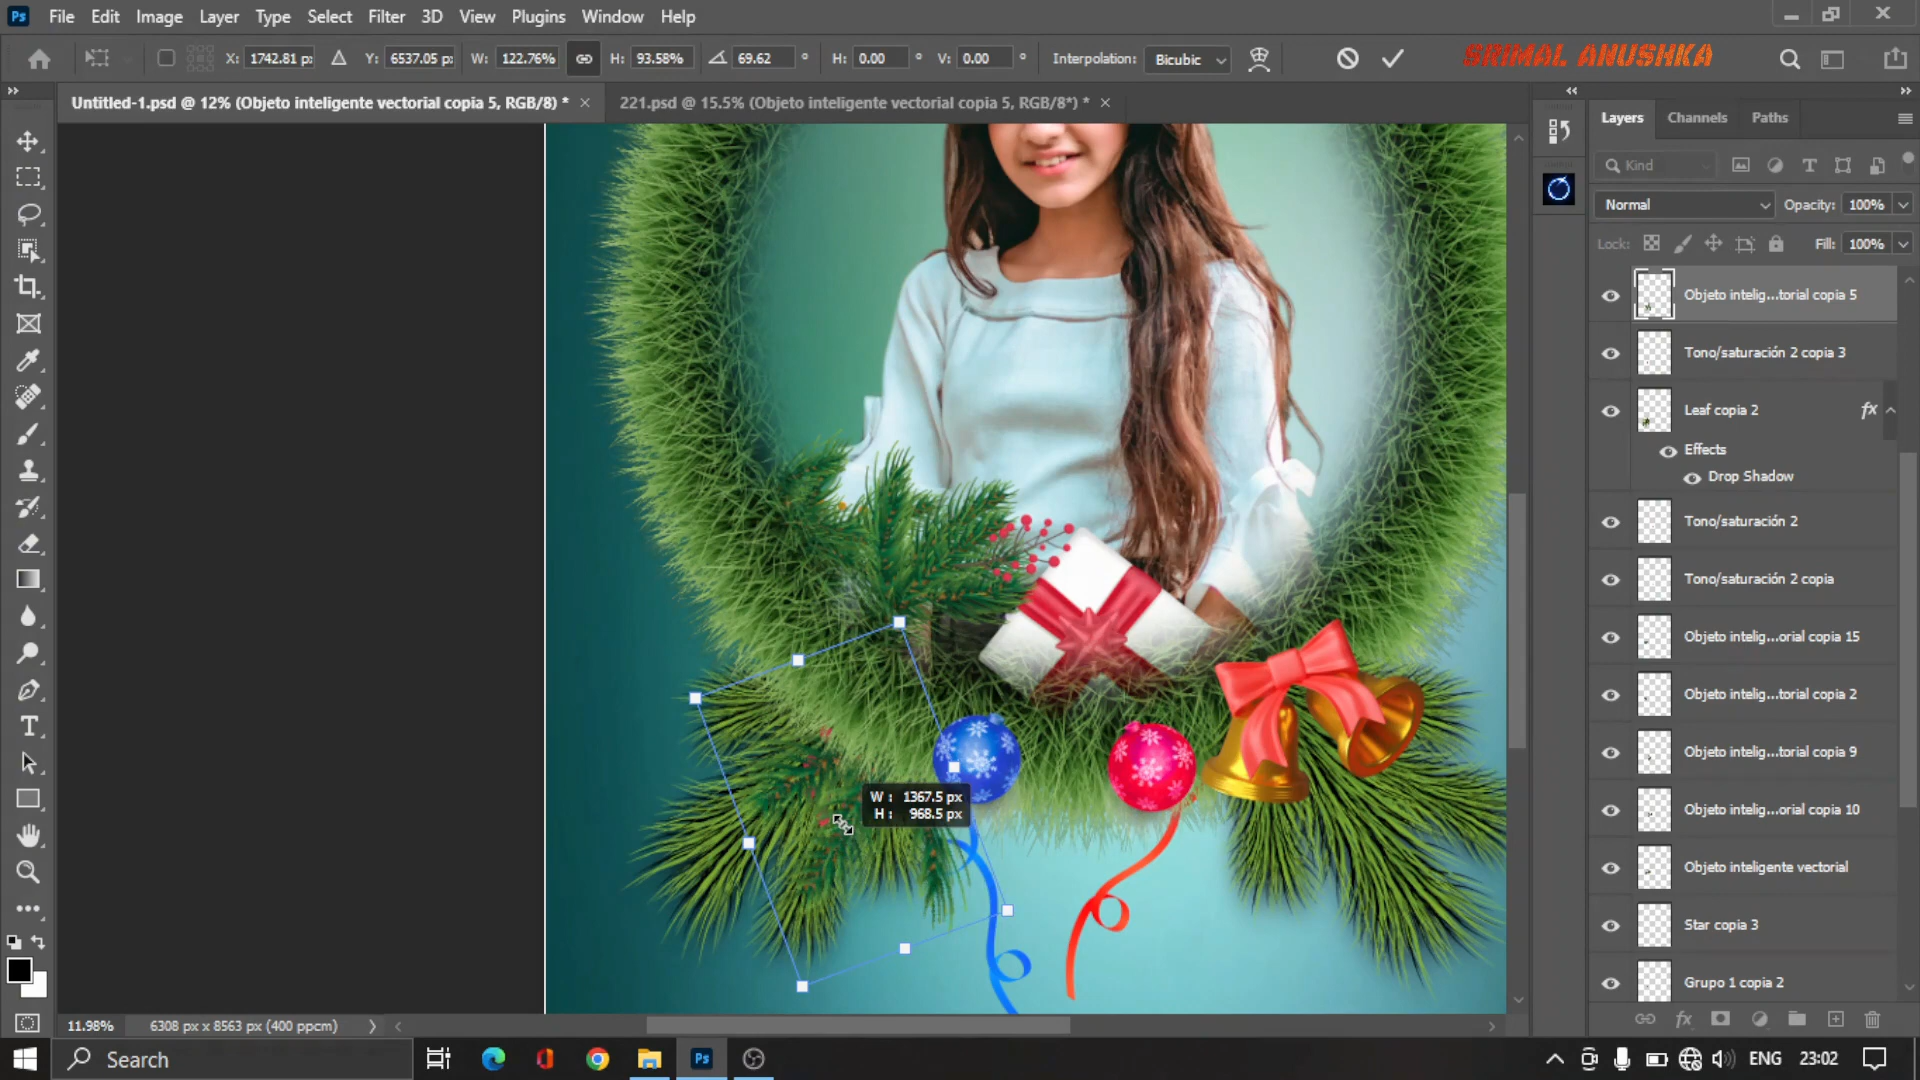 Ps File Edit Image Layer Type Select Filter 3D View Plugins Window Help
X: 1742.81 px Y: 6537.05 px W: 122.76% H: 93.58% 69.62 ° H: 0.00 ° V: 0.00 ° Interpolation: Bicubic SRIMAL ANUSHKA
Untitled-1.psd @ 12% (Objeto inteligente vectorial copia 5, RGB/8) * 221.psd @ 15.5% (Objeto inteligente vectorial copia 5, RGB/8*) *
Layers Channels Paths
Kind
Normal Opacity: 100%
Lock: Fill: 100%
Objeto intelig...torial copia 5
Tono/saturación 2 copia 3
Leaf copia 2 fx
Effects
Drop Shadow
Tono/saturación 2
Tono/saturación 2 copia
Objeto intelig...orial copia 15
Objeto intelig...torial copia 2
Objeto intelig...torial copia 9
Objeto intelig...orial copia 10
Objeto inteligente vectorial
Star copia 3
Grupo 1 copia 2
W : 1367.5 px
H : 968.5 px
11.98% 6308 px x 8563 px (400 ppcm)
fx
Search Ps ENG 23:02